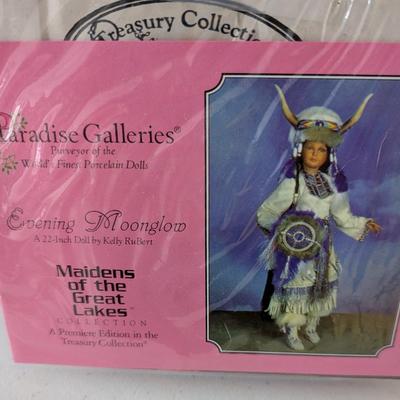 Treasury Collection
Paradise Galleries®
Purveyor of the
World's Finest Porcelain Dolls
Evening Moonglow
A 22-Inch Doll by Kelly RuBert
Maidens
of the
Great
Lakes™
COLLECTION
A Premiere Edition in the
"Treasury Collection"